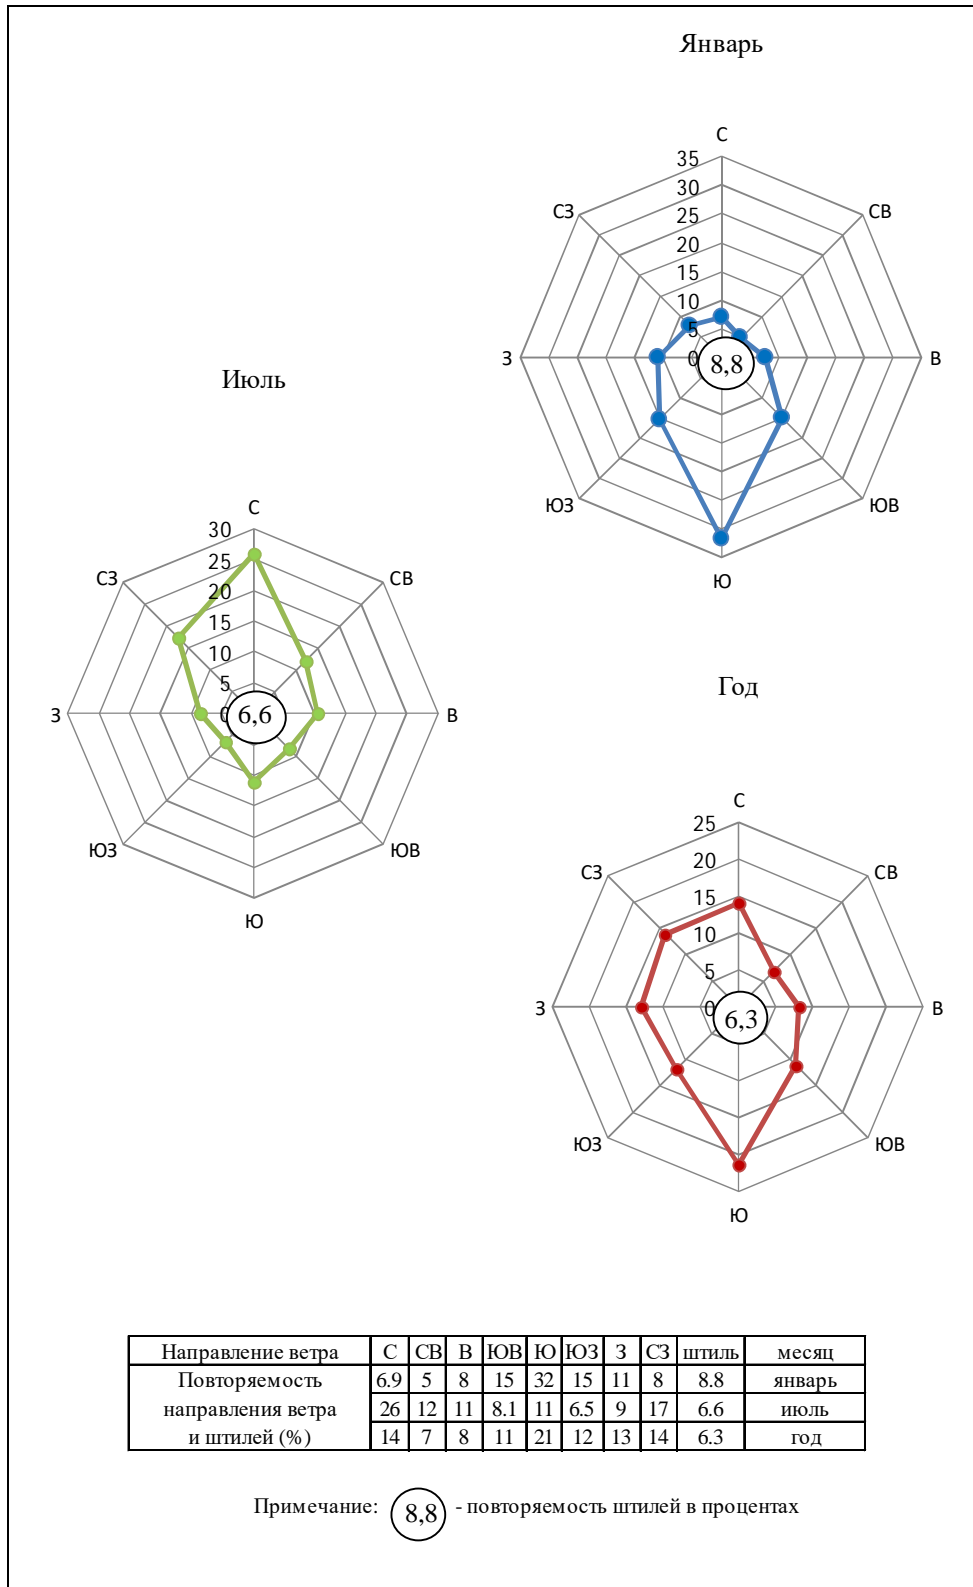 Январь
С
35
30
25
20
15
10
5
0
СВ
В
ЮВ
Ю
ЮЗ
З
СЗ
8,8
Июль
С
30
25
20
15
10
5
0
СВ
В
ЮВ
Ю
ЮЗ
З
СЗ
6,6
Год
С
25
20
15
10
5
0
СВ
В
ЮВ
Ю
ЮЗ
З
СЗ
6,3
Направление ветра С СВ В ЮВ Ю ЮЗ З СЗ штиль месяц
Повторяемость 6.9 5 8 15 32 15 11 8 8.8 январь
направления ветра 26 12 11 8.1 11 6.5 9 17 6.6 июль
и штилей (%) 14 7 8 11 21 12 13 14 6.3 год
Примечание: 8,8 - повторяемость штилей в процентах